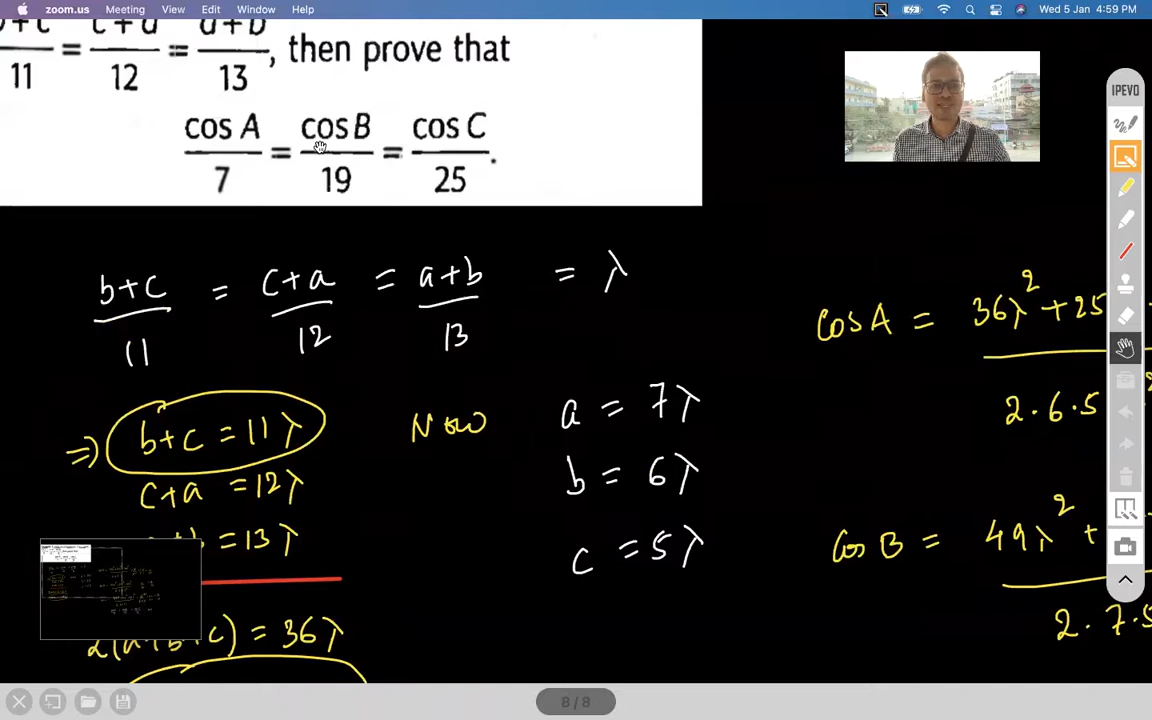 zoom.us Meeting View Edit Window Help Wed 5 Jan 4:59 PM
b+c/11 = c+a/12 = a+b/13, then prove that
cos A/7 = cos B/19 = cos C/25.
IPEVO
b+c/11 = c+a/12 = a+b/13 = λ
⇒ b+c = 11λ
c+a = 12λ
= 13λ
2(a+b+c) = 36λ
Now
a = 7λ
b = 6λ
c = 5λ
cos A = 36λ² + 25
2·6·5
cos B = 49λ² +
2·7·5
8 / 8